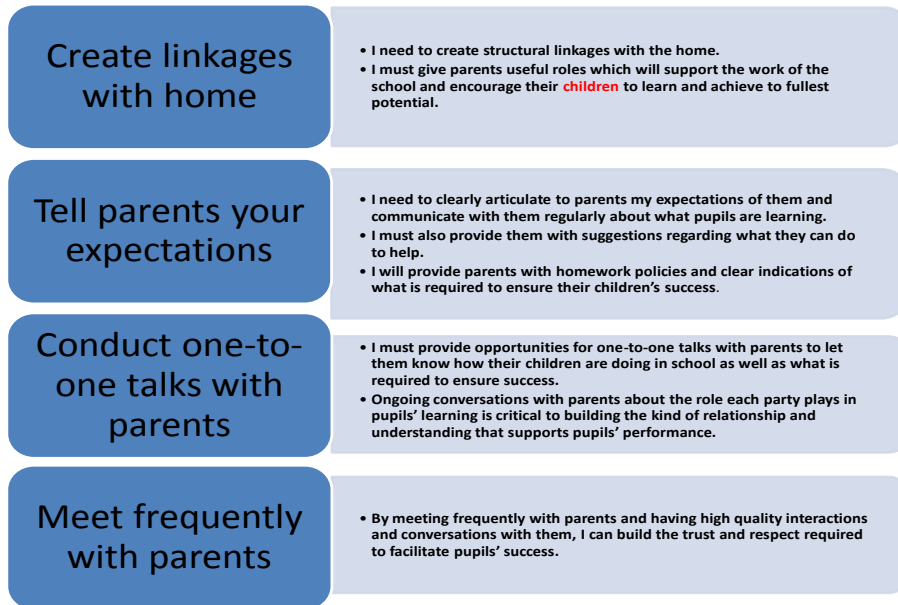 Create linkages
with home
• I need to create structural linkages with the home.
• I must give parents useful roles which will support the work of the
school and encourage their children to learn and achieve to fullest
potential.
Tell parents your
expectations
• I need to clearly articulate to parents my expectations of them and
communicate with them regularly about what pupils are learning.
• I must also provide them with suggestions regarding what they can do
to help.
• I will provide parents with homework policies and clear indications of
what is required to ensure their children's success.
Conduct one-to-
one talks with
parents
• I must provide opportunities for one-to-one talks with parents to let
them know how their children are doing in school as well as what is
required to ensure success.
• Ongoing conversations with parents about the role each party plays in
pupils' learning is critical to building the kind of relationship and
understanding that supports pupils' performance.
Meet frequently
with parents
• By meeting frequently with parents and having high quality interactions
and conversations with them, I can build the trust and respect required
to facilitate pupils' success.